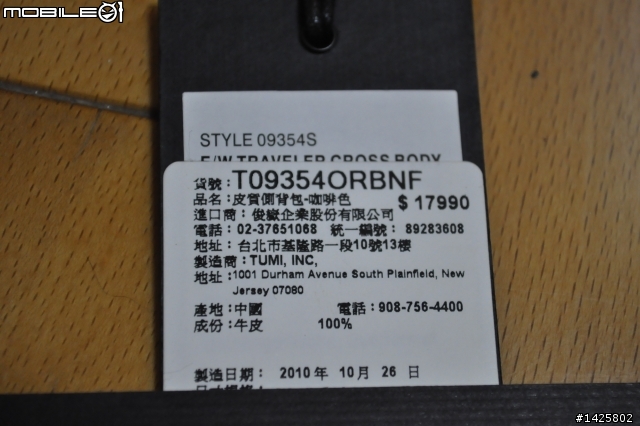 MOBILE01
STYLE 09354S
E/W TRAVELER CROSS BODY
貨號：T09354ORBNF
品名：皮質側背包-咖啡色 $17990
進口商：俊嶽企業股份有限公司
電話：02-37651068 統一編號：89283608
地址：台北市基隆路一段10號13樓
製造商：TUMI, INC,
地址：1001 Durham Avenue South Plainfield, New
Jersey 07080
產地：中國 電話：908-756-4400
成份：牛皮 100%
製造日期：2010 年 10 月 26 日
#1425802